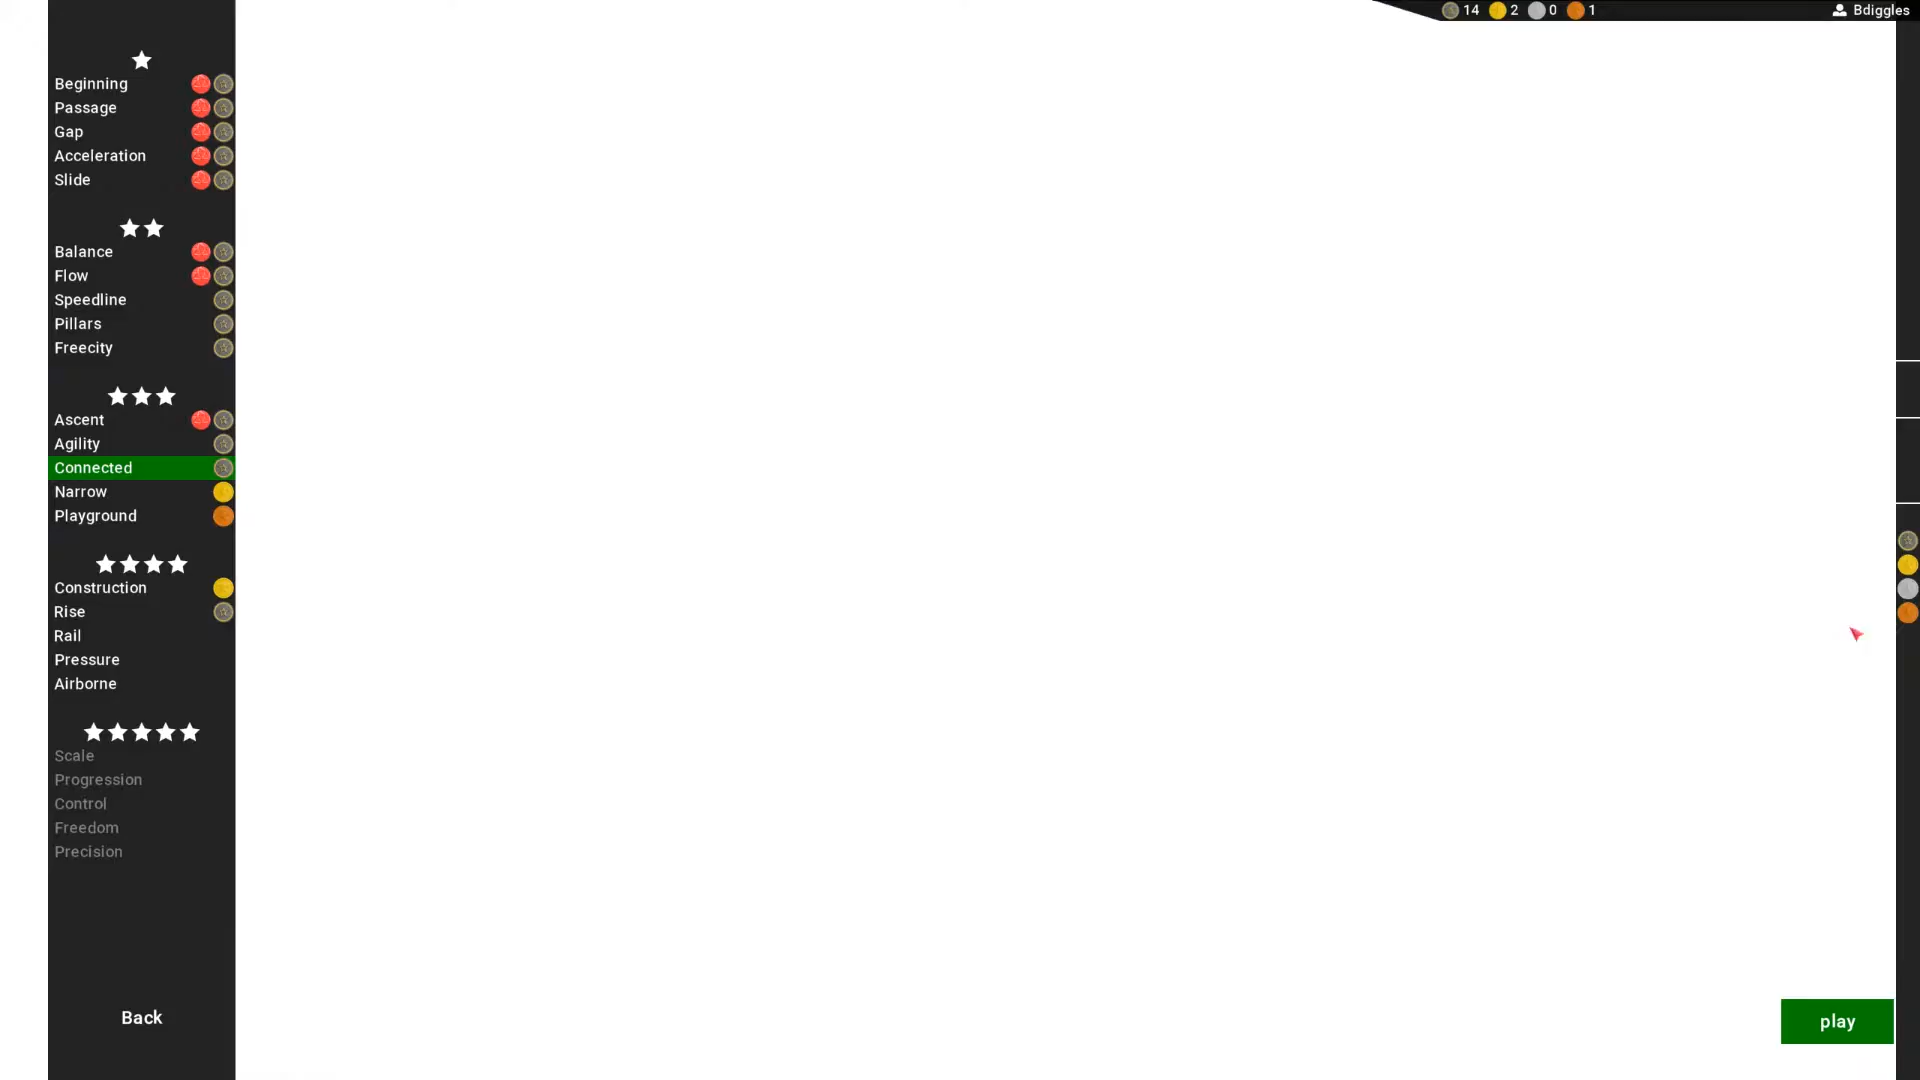 14 2 0 1 Bdiggles
Beginning
Passage
Gap
Acceleration
Slide
Balance
Flow
Speedline
Pillars
Freecity
Ascent
Agility
Connected
Narrow
Playground
Construction
Rise
Rail
Pressure
Airborne
Scale
Progression
Control
Freedom
Precision
Back
play